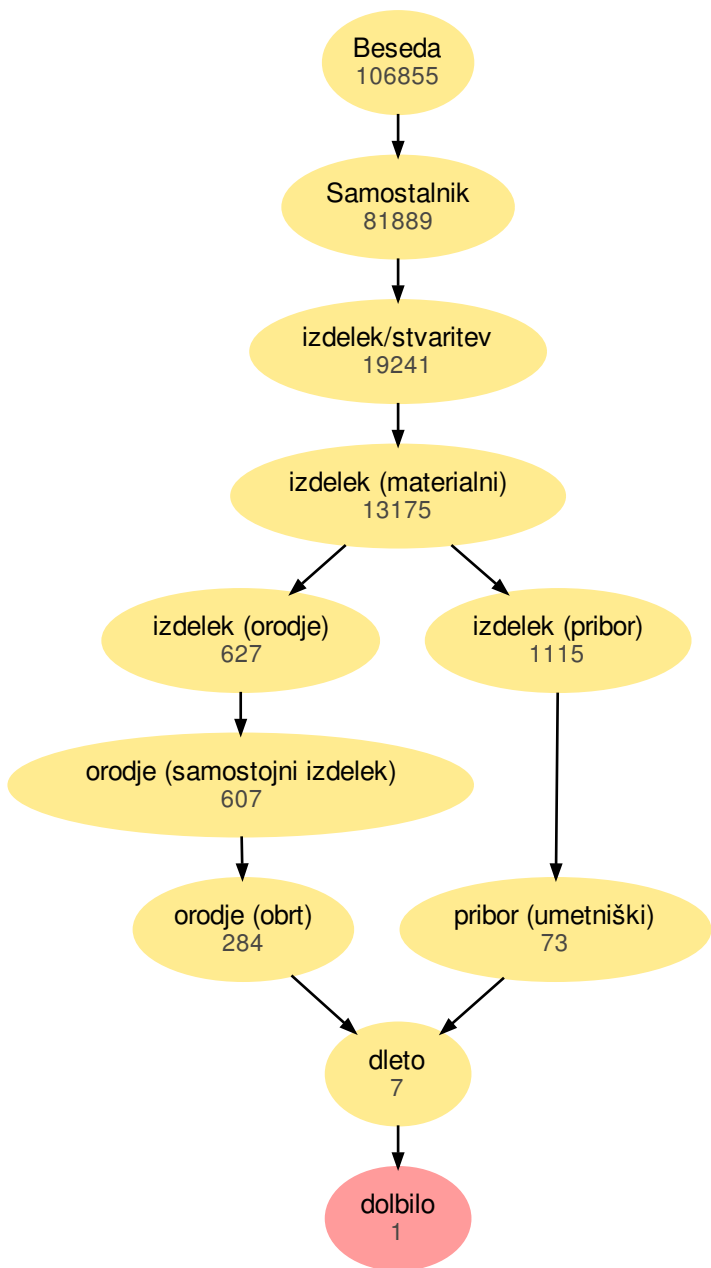 Beseda
106855
Samostalnik
81889
izdelek/stvaritev
19241
izdelek (materialni)
13175
izdelek (orodje)
627
izdelek (pribor)
1115
orodje (samostojni izdelek)
607
orodje (obrt)
284
pribor (umetniški)
73
dleto
7
dolbilo
1